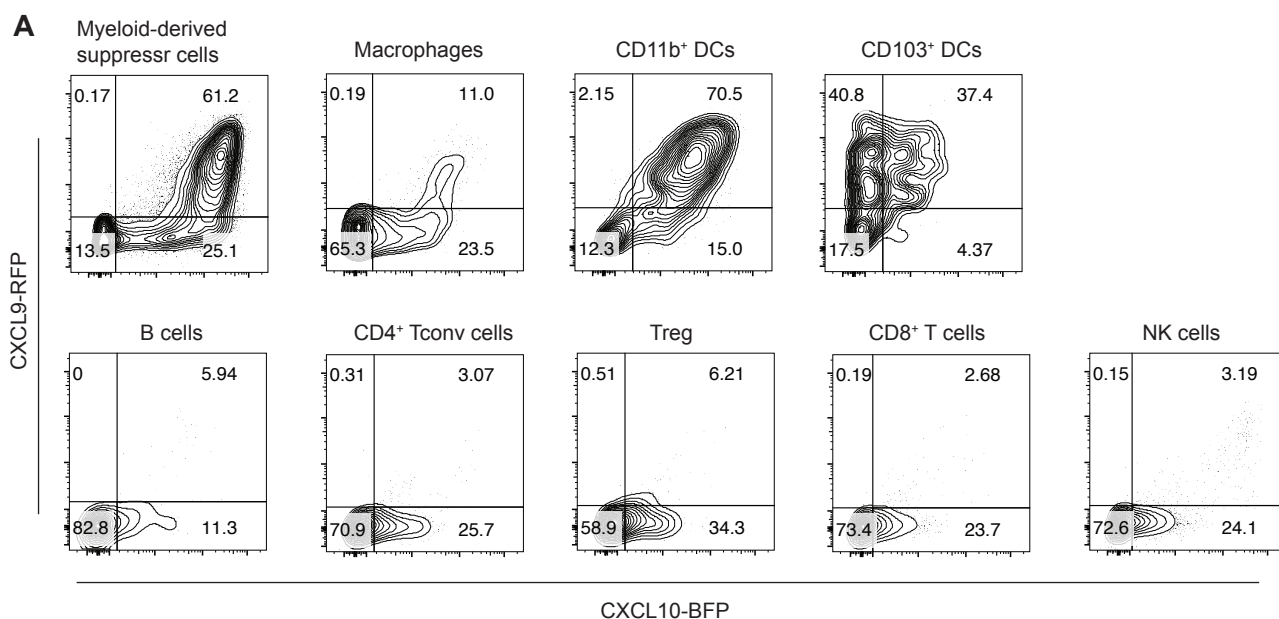 A
Myeloid-derived
suppressr cells
Macrophages
CD11b⁺ DCs
CD103⁺ DCs
0.17 61.2
13.5 25.1
0.19 11.0
65.3 23.5
2.15 70.5
12.3 15.0
40.8 37.4
17.5 4.37
CXCL9-RFP
B cells
CD4⁺ Tconv cells
Treg
CD8⁺ T cells
NK cells
0 5.94
82.8 11.3
0.31 3.07
70.9 25.7
0.51 6.21
58.9 34.3
0.19 2.68
73.4 23.7
0.15 3.19
72.6 24.1
CXCL10-BFP